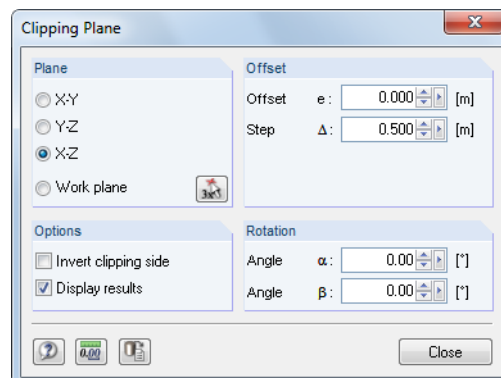 Clipping Plane
Plane
X-Y
Y-Z
X-Z
Work plane
Offset
Offset e : 0.000 [m]
Step Δ : 0.500 [m]
Options
Invert clipping side
Display results
Rotation
Angle α : 0.00 [°]
Angle β : 0.00 [°]
0.00
Close